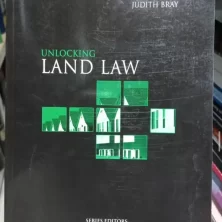 JUDITH BRAY
UNLOCKING
LAND LAW
SERIES EDITORS